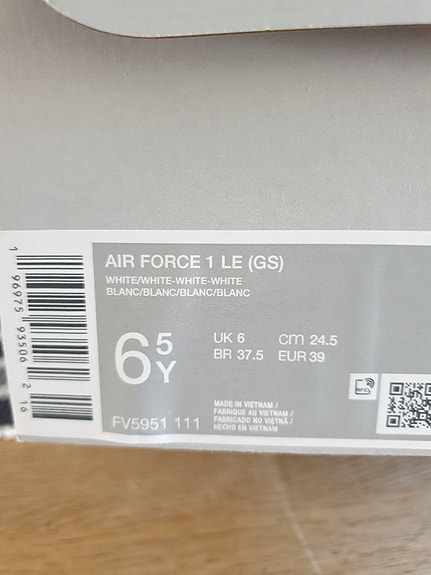 AIR FORCE 1 LE (GS)
WHITE/WHITE-WHITE-WHITE
BLANC/BLANC/BLANC/BLANC
6 5 Y
UK 6 cm 24.5
BR 37.5 EUR 39
MADE IN VIETNAM /
FABRIQUE AU VIETNAM /
FABRICADO NO VIETNÃ /
HECHO EN VIETNAM
FV5951 111
1 96975 93506 2 16